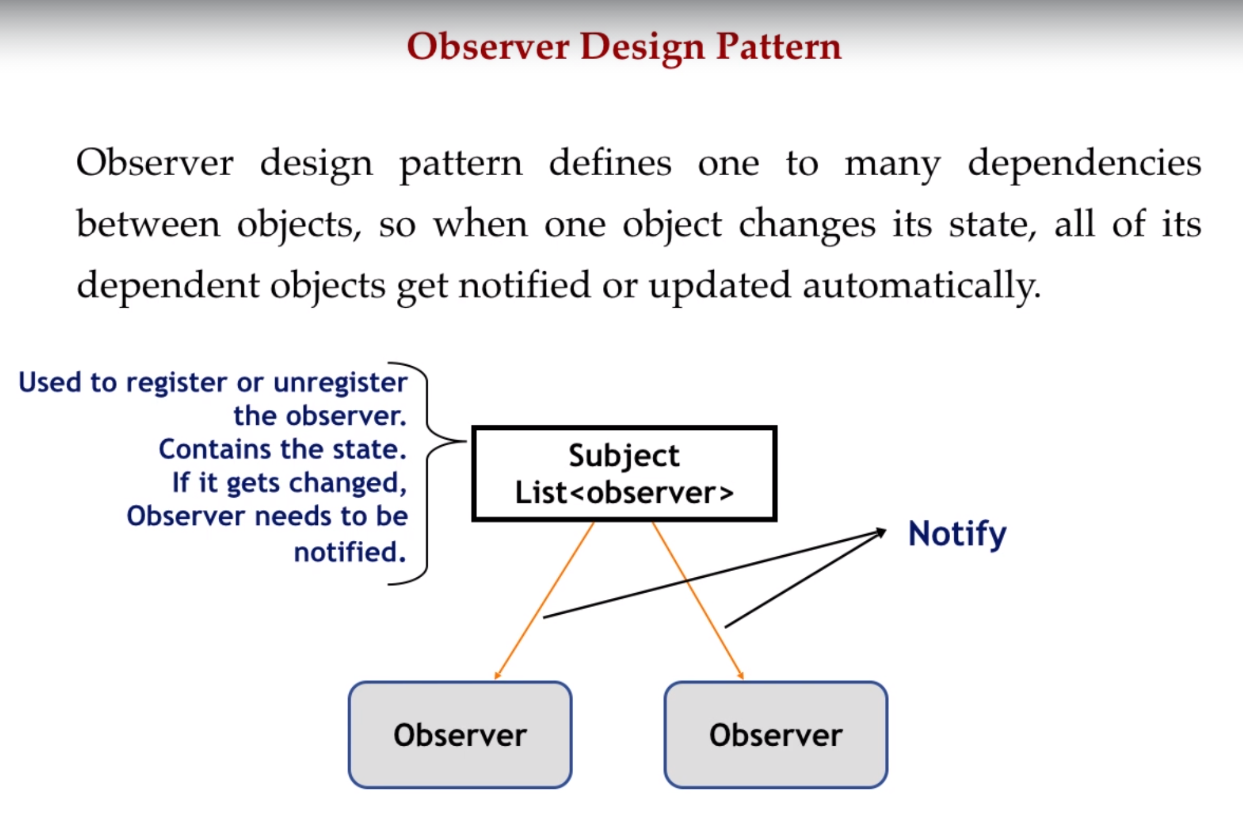 Observer Design Pattern
Observer design pattern defines one to many dependencies
between objects, so when one object changes its state, all of its
dependent objects get notified or updated automatically.
Used to register or unregister
the observer.
Contains the state.
If it gets changed,
Observer needs to be
notified.
Subject
List<observer>
Notify
Observer
Observer